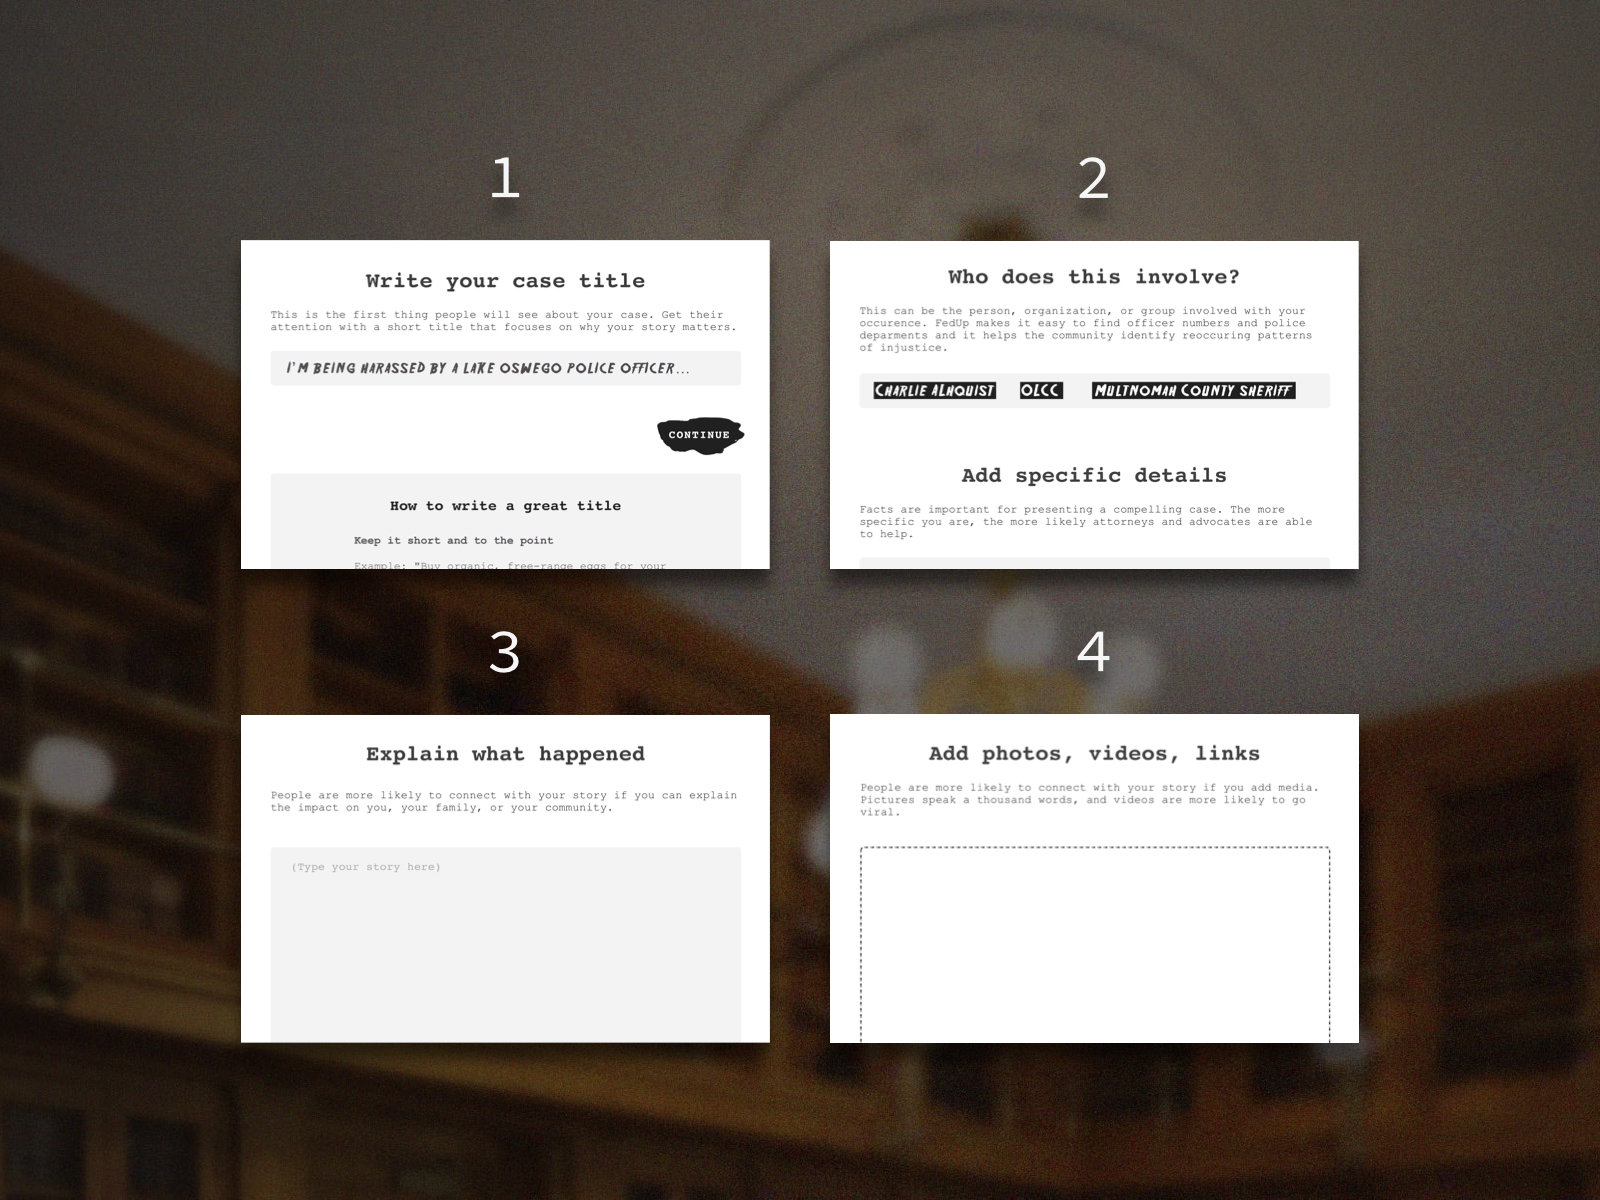 1
Write your case title
This is the first thing people will see about your case. Get their
attention with a short title that focuses on why your story matters.
I'M BEING HARASSED BY A LAKE OSWEGO POLICE OFFICER...
CONTINUE
How to write a great title
Keep it short and to the point
Example: "Buy organic, free-range eggs for your
2
Who does this involve?
This can be the person, organization, or group involved with your
occurence. FedUp makes it easy to find officer numbers and police
deparments and it helps the community identify reoccuring patterns
of injustice.
CHARLIE ALHQUIST OLCC MULTNOMAH COUNTY SHERIFF
Add specific details
Facts are important for presenting a compelling case. The more
specific you are, the more likely attorneys and advocates are able
to help.
3
Explain what happened
People are more likely to connect with your story if you can explain
the impact on you, your family, or your community.
(Type your story here)
4
Add photos, videos, links
People are more likely to connect with your story if you add media.
Pictures speak a thousand words, and videos are more likely to go
viral.